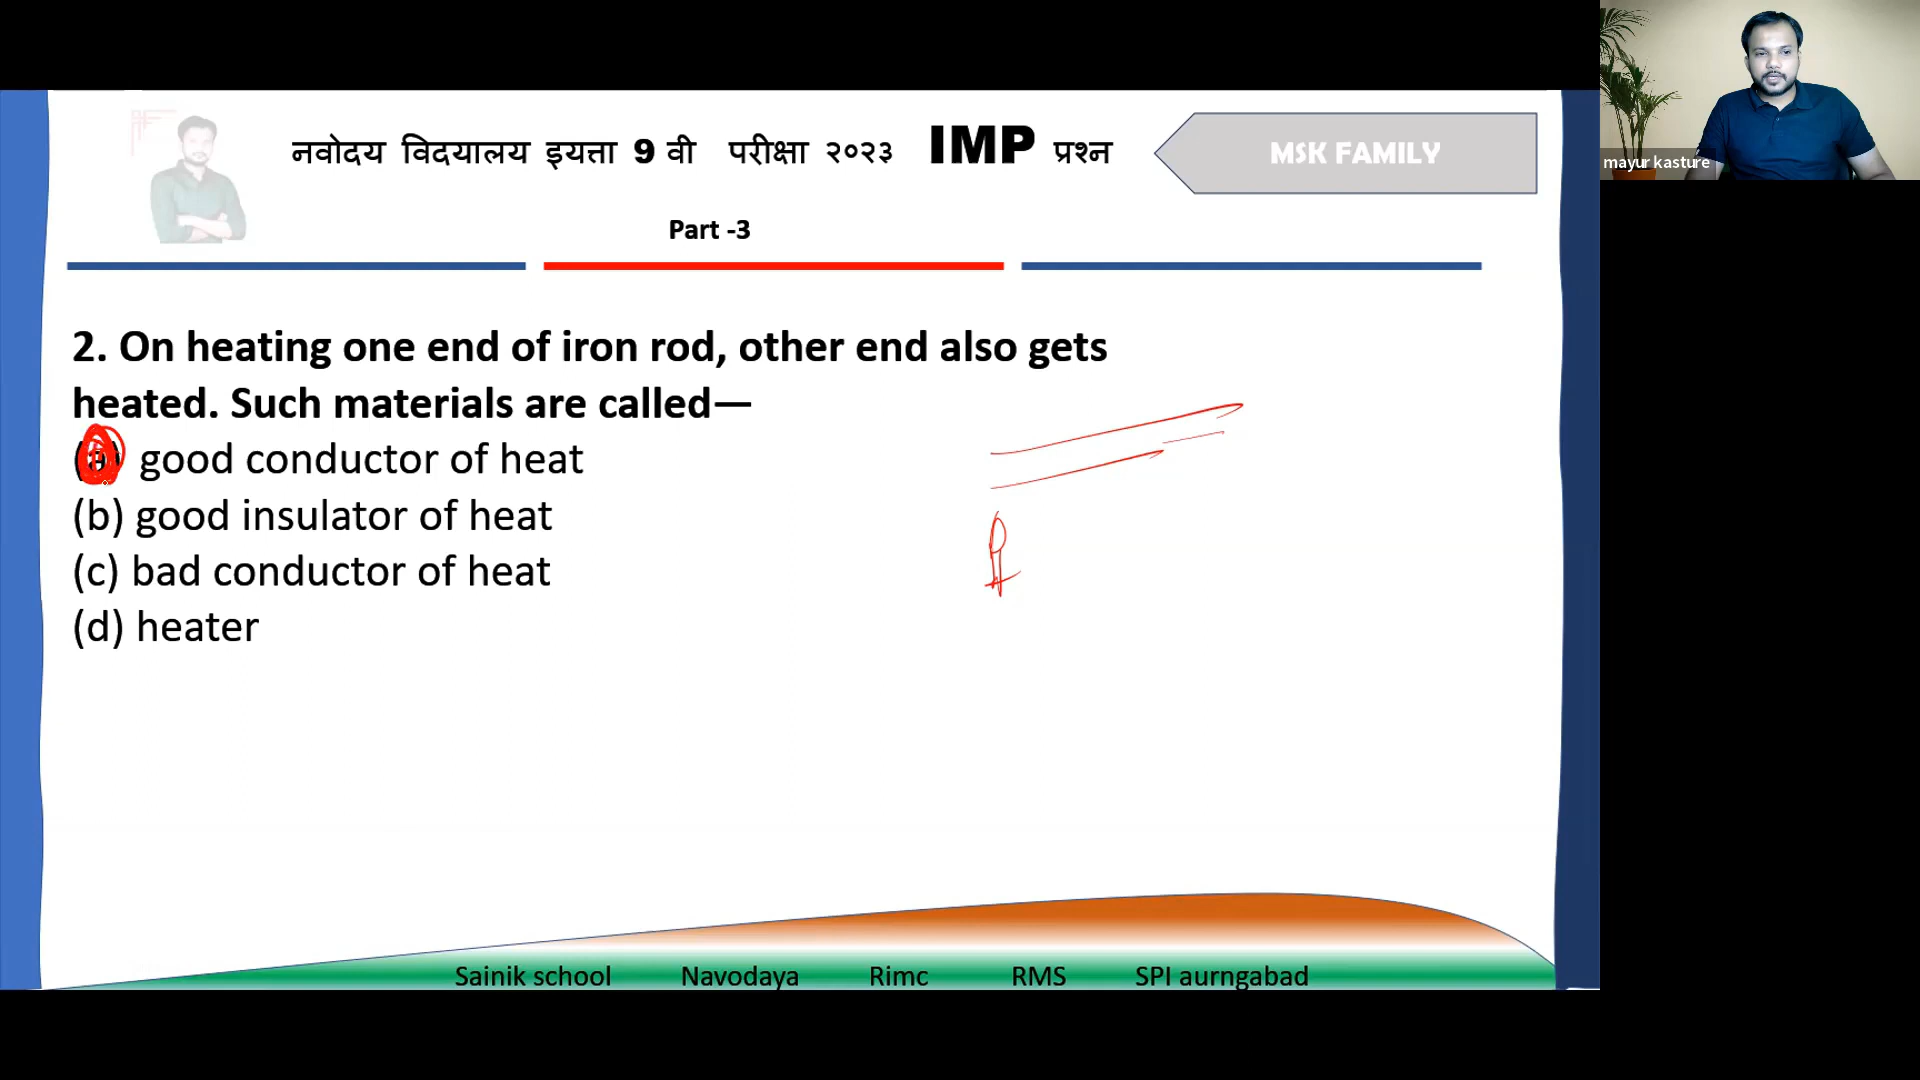 नवोदय विदयालय इयत्ता 9 वी परीक्षा २०२३ IMP प्रश्न
MSK FAMILY
mayur kasture
Part -3
2. On heating one end of iron rod, other end also gets
heated. Such materials are called—
(a) good conductor of heat
(b) good insulator of heat
(c) bad conductor of heat
(d) heater
Sainik school Navodaya Rimc RMS SPI aurngabad